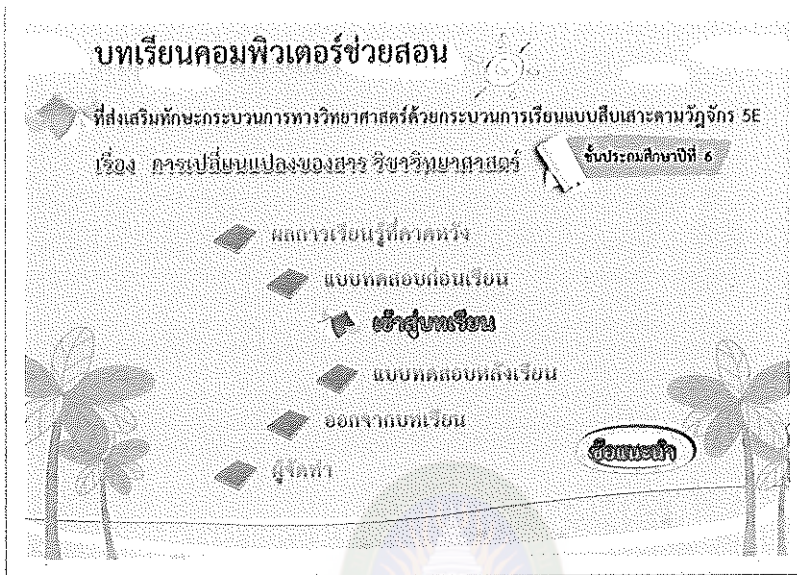 บทเรียนคอมพิวเตอร์ช่วยสอน
ที่ส่งเสริมทักษะกระบวนการทางวิทยาศาสตร์ด้วยกระบวนการเรียนแบบสืบเสาะตามวัฎจักร 5E
เรื่อง การเปลี่ยนแปลงของสาร วิชาวิทยาศาสตร์
ชั้นประถมศึกษาปีที่ 6
ผลการเรียนรู้ที่คาดหวัง
แบบทดสอบก่อนเรียน
เข้าสู่บทเรียน
แบบทดสอบหลังเรียน
ออกจากบทเรียน
ข้อแนะนำ
ผู้จัดทำ